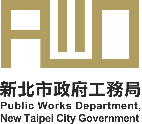 新北市政府工務局
Public Works Department,
New Taipei City Government